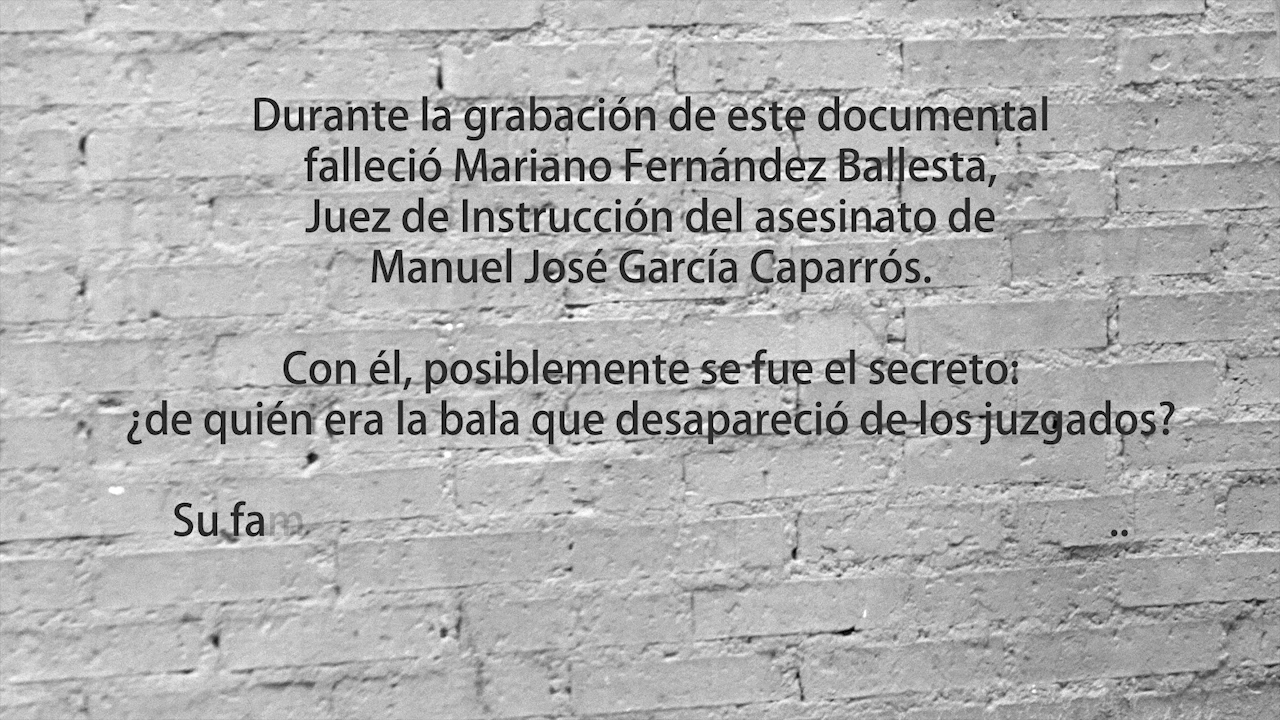 Durante la grabación de este documental
falleció Mariano Fernández Ballesta,
Juez de Instrucción del asesinato de
Manuel José García Caparrós.
Con él, posiblemente se fue el secreto:
¿de quién era la bala que desapareció de los juzgados?
Su fam ..